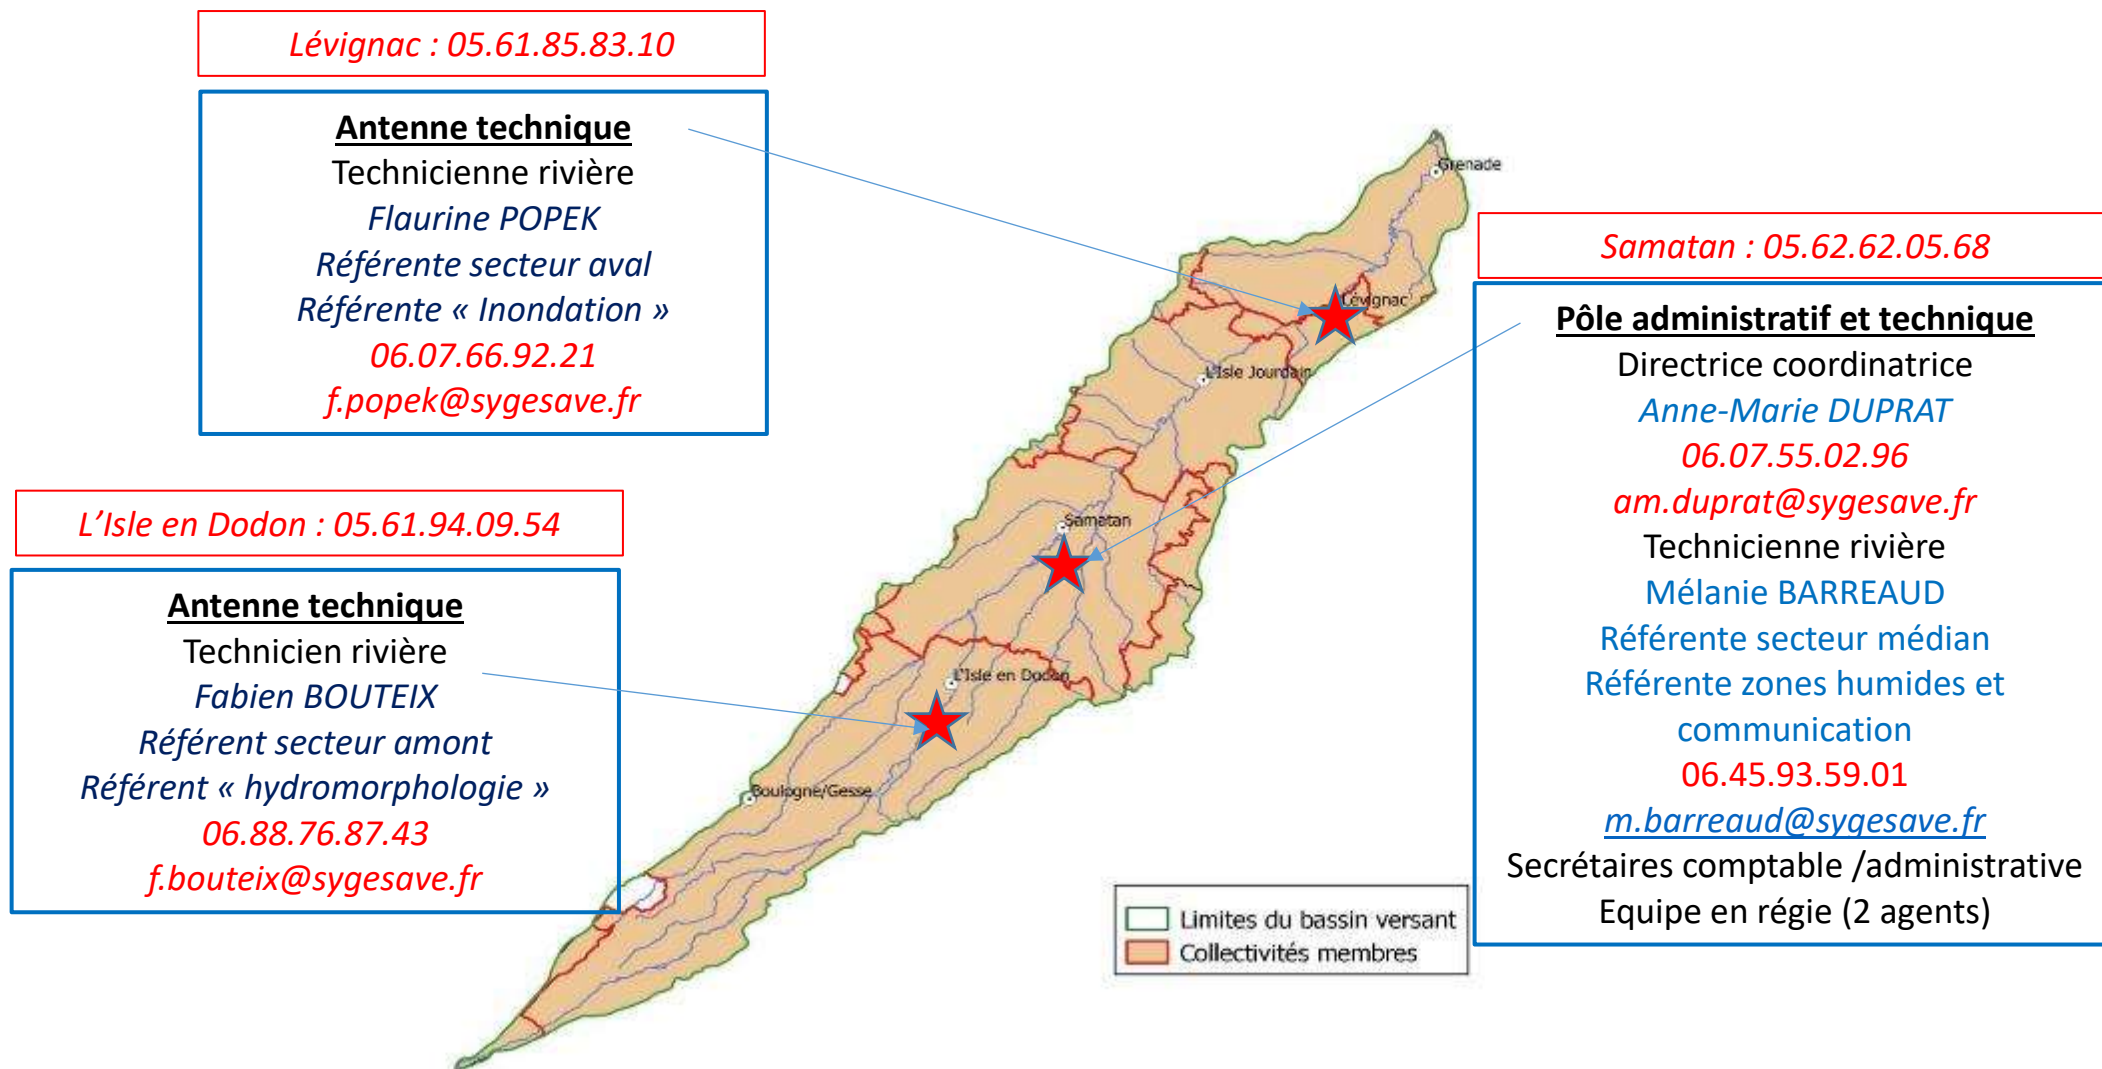 Lévignac : 05.61.85.83.10
Antenne technique
Technicienne rivière
Flaurine POPEK
Référente secteur aval
Référente « Inondation »
06.07.66.92.21
f.popek@sygesave.fr
L’Isle en Dodon : 05.61.94.09.54
Antenne technique
Technicien rivière
Fabien BOUTEIX
Référent secteur amont
Référent « hydromorphologie »
06.88.76.87.43
f.bouteix@sygesave.fr
Grenade
Lévignac
L'Isle Jourdain
Samatan
L'Isle en Dodon
Boulogne/Gesse
Limites du bassin versant
Collectivités membres
Samatan : 05.62.62.05.68
Pôle administratif et technique
Directrice coordinatrice
Anne-Marie DUPRAT
06.07.55.02.96
am.duprat@sygesave.fr
Technicienne rivière
Mélanie BARREAUD
Référente secteur médian
Référente zones humides et
communication
06.45.93.59.01
m.barreaud@sygesave.fr
Secrétaires comptable /administrative
Equipe en régie (2 agents)